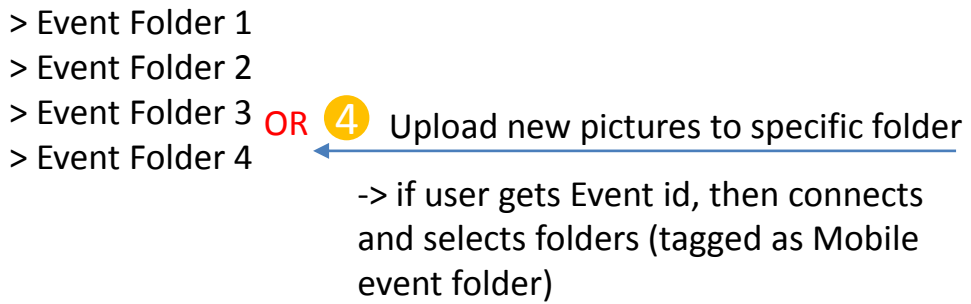 > Event Folder 1
> Event Folder 2
> Event Folder 3
> Event Folder 4
OR 4 Upload new pictures to specific folder
-> if user gets Event id, then connects
and selects folders (tagged as Mobile
event folder)